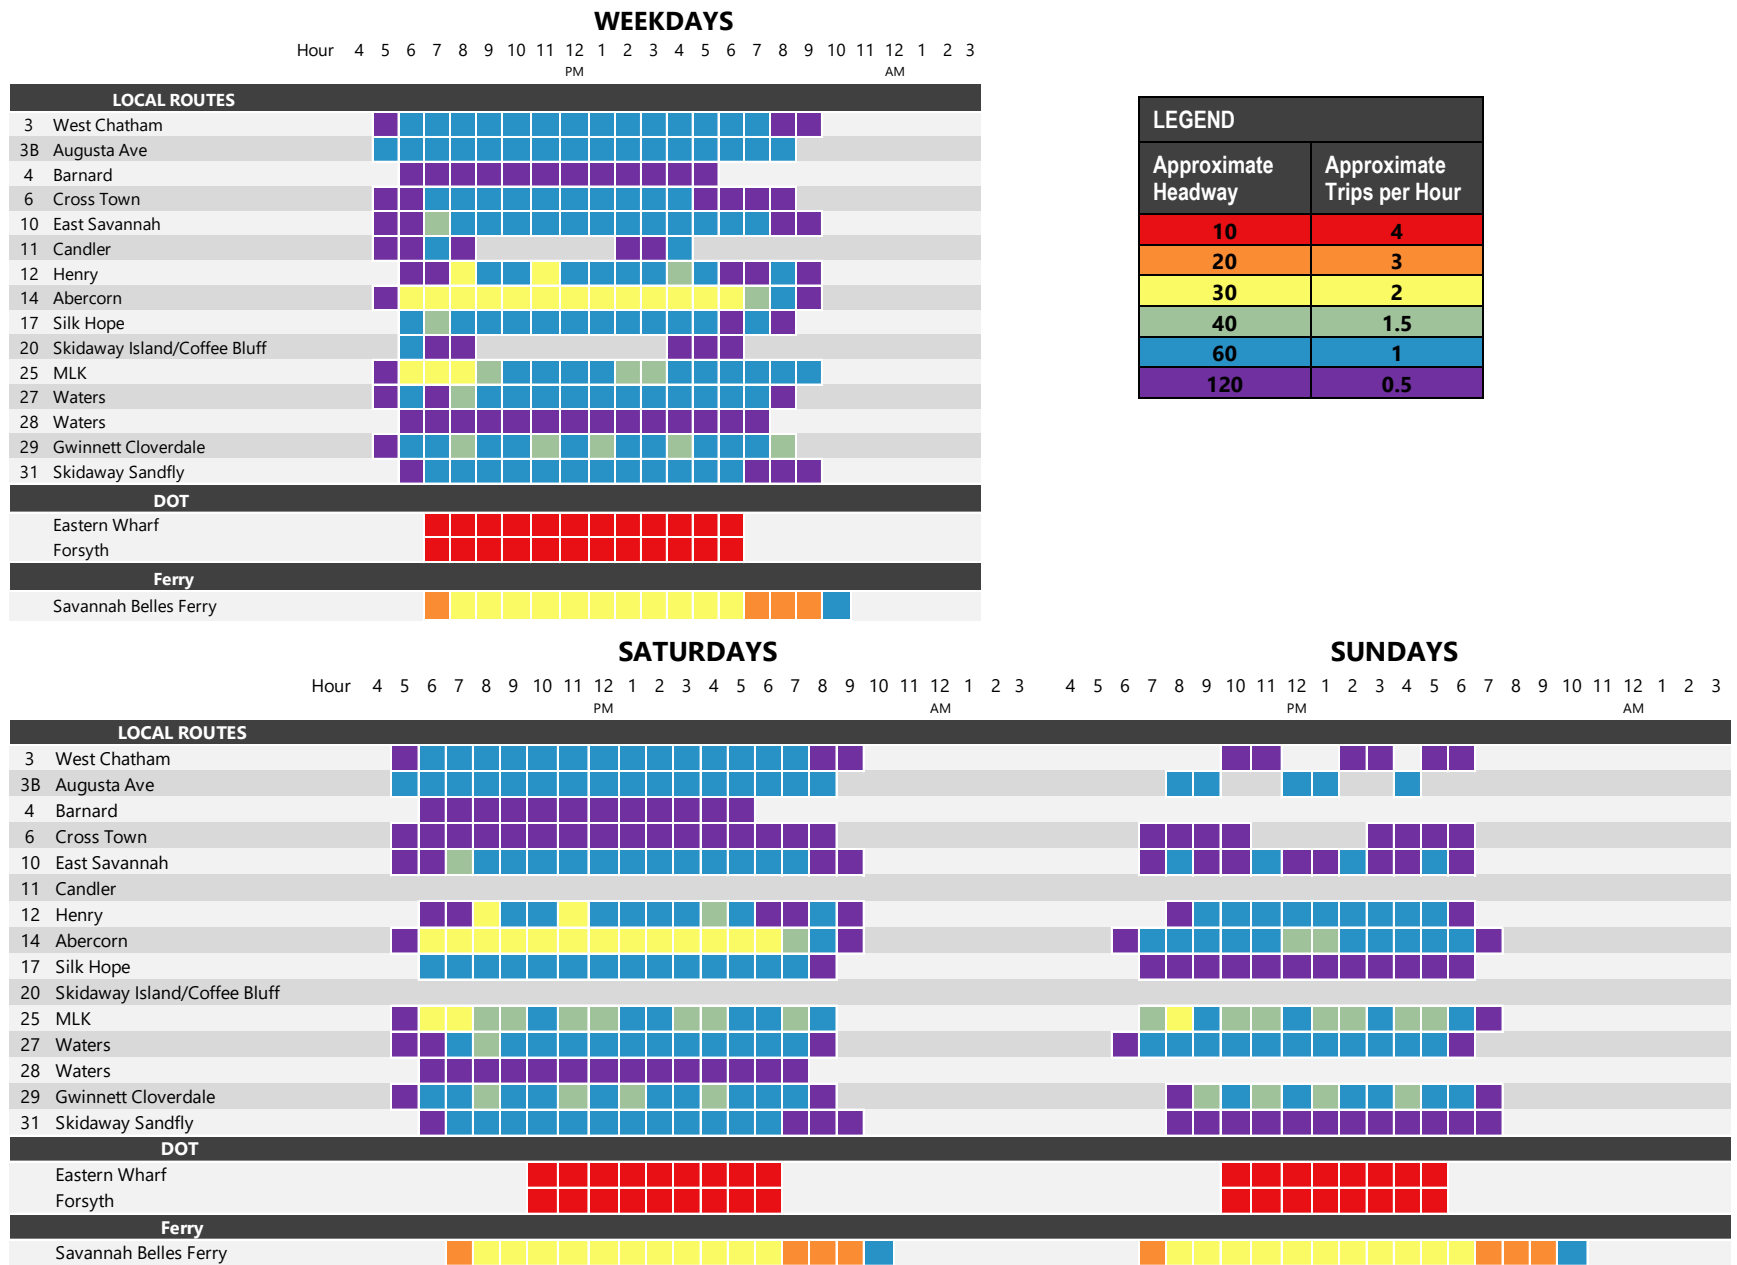 WEEKDAYS
Hour 4 5 6 7 8 9 10 11 12 1 2 3 4 5 6 7 8 9 10 11 12 1 2 3
PM AM
LOCAL ROUTES
3 West Chatham
3B Augusta Ave
4 Barnard
6 Cross Town
10 East Savannah
11 Candler
12 Henry
14 Abercorn
17 Silk Hope
20 Skidaway Island/Coffee Bluff
25 MLK
27 Waters
28 Waters
29 Gwinnett Cloverdale
31 Skidaway Sandfly
DOT
Eastern Wharf
Forsyth
Ferry
Savannah Belles Ferry
LEGEND
Approximate Headway
Approximate Trips per Hour
10 4
20 3
30 2
40 1.5
60 1
120 0.5
SATURDAYS SUNDAYS
Hour 4 5 6 7 8 9 10 11 12 1 2 3 4 5 6 7 8 9 10 11 12 1 2 3 4 5 6 7 8 9 10 11 12 1 2 3 4 5 6 7 8 9 10 11 12 1 2 3
PM AM PM AM
LOCAL ROUTES
3 West Chatham
3B Augusta Ave
4 Barnard
6 Cross Town
10 East Savannah
11 Candler
12 Henry
14 Abercorn
17 Silk Hope
20 Skidaway Island/Coffee Bluff
25 MLK
27 Waters
28 Waters
29 Gwinnett Cloverdale
31 Skidaway Sandfly
DOT
Eastern Wharf
Forsyth
Ferry
Savannah Belles Ferry